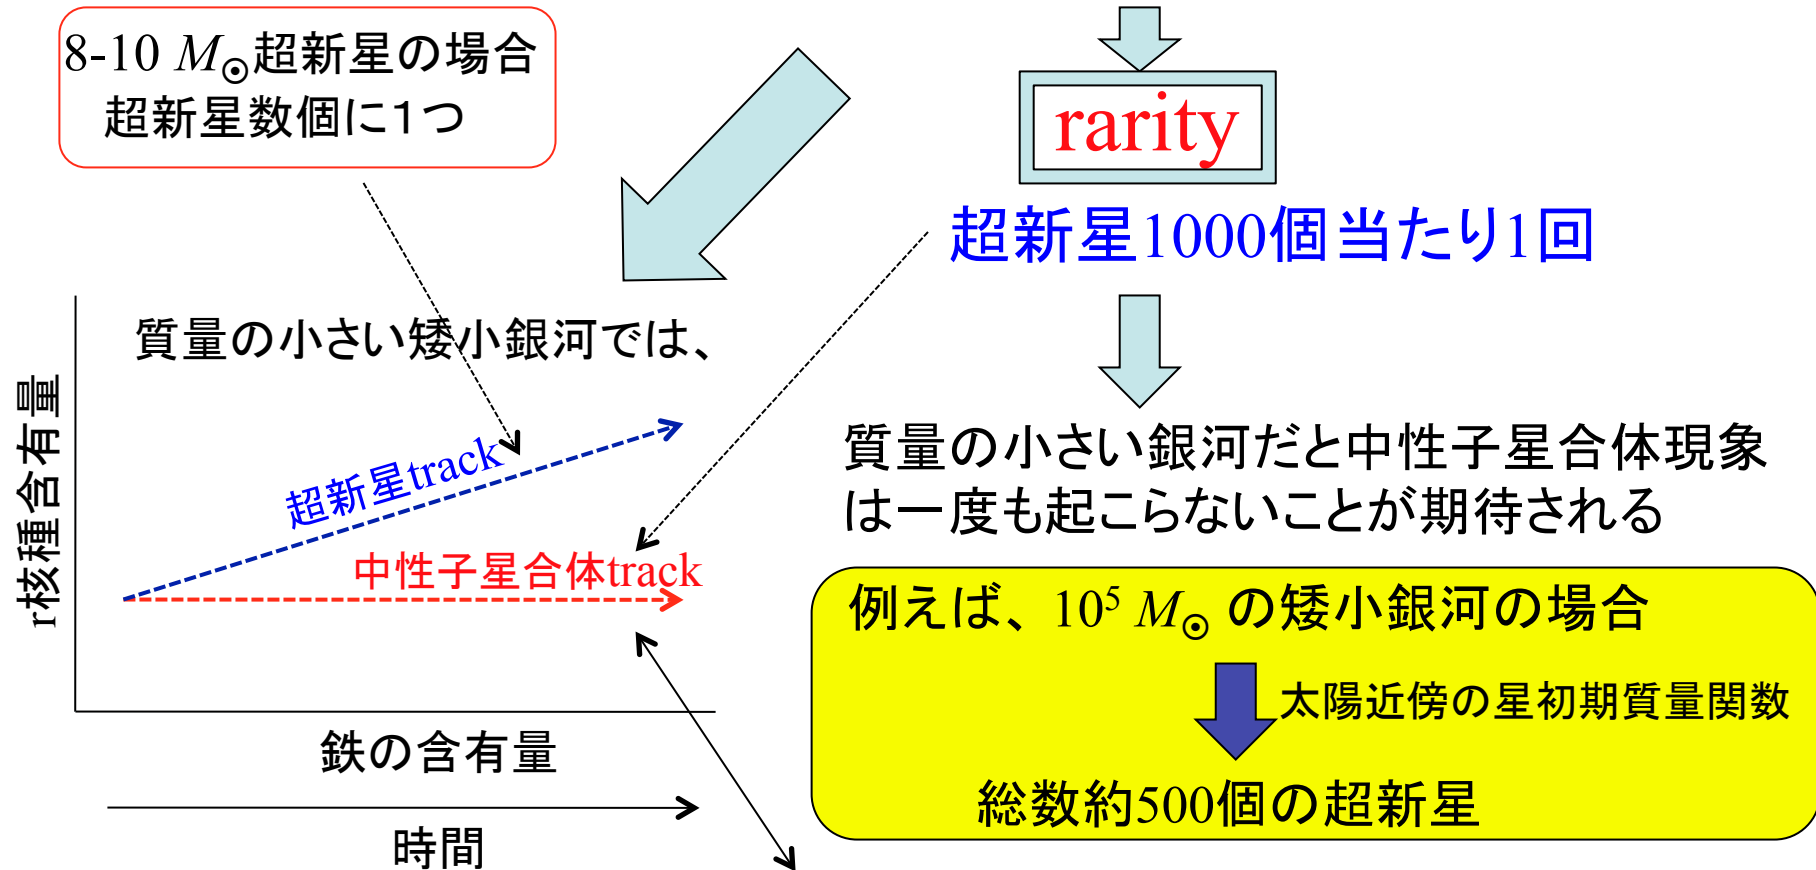 8-10 M☉超新星の場合
超新星数個に1つ
rarity
超新星1000個当たり1回
質量の小さい矮小銀河では、
r核種含有量
超新星track
中性子星合体track
鉄の含有量
時間
質量の小さい銀河だと中性子星合体現象
は一度も起こらないことが期待される
例えば、10⁵ M☉ の矮小銀河の場合
太陽近傍の星初期質量関数
総数約500個の超新星